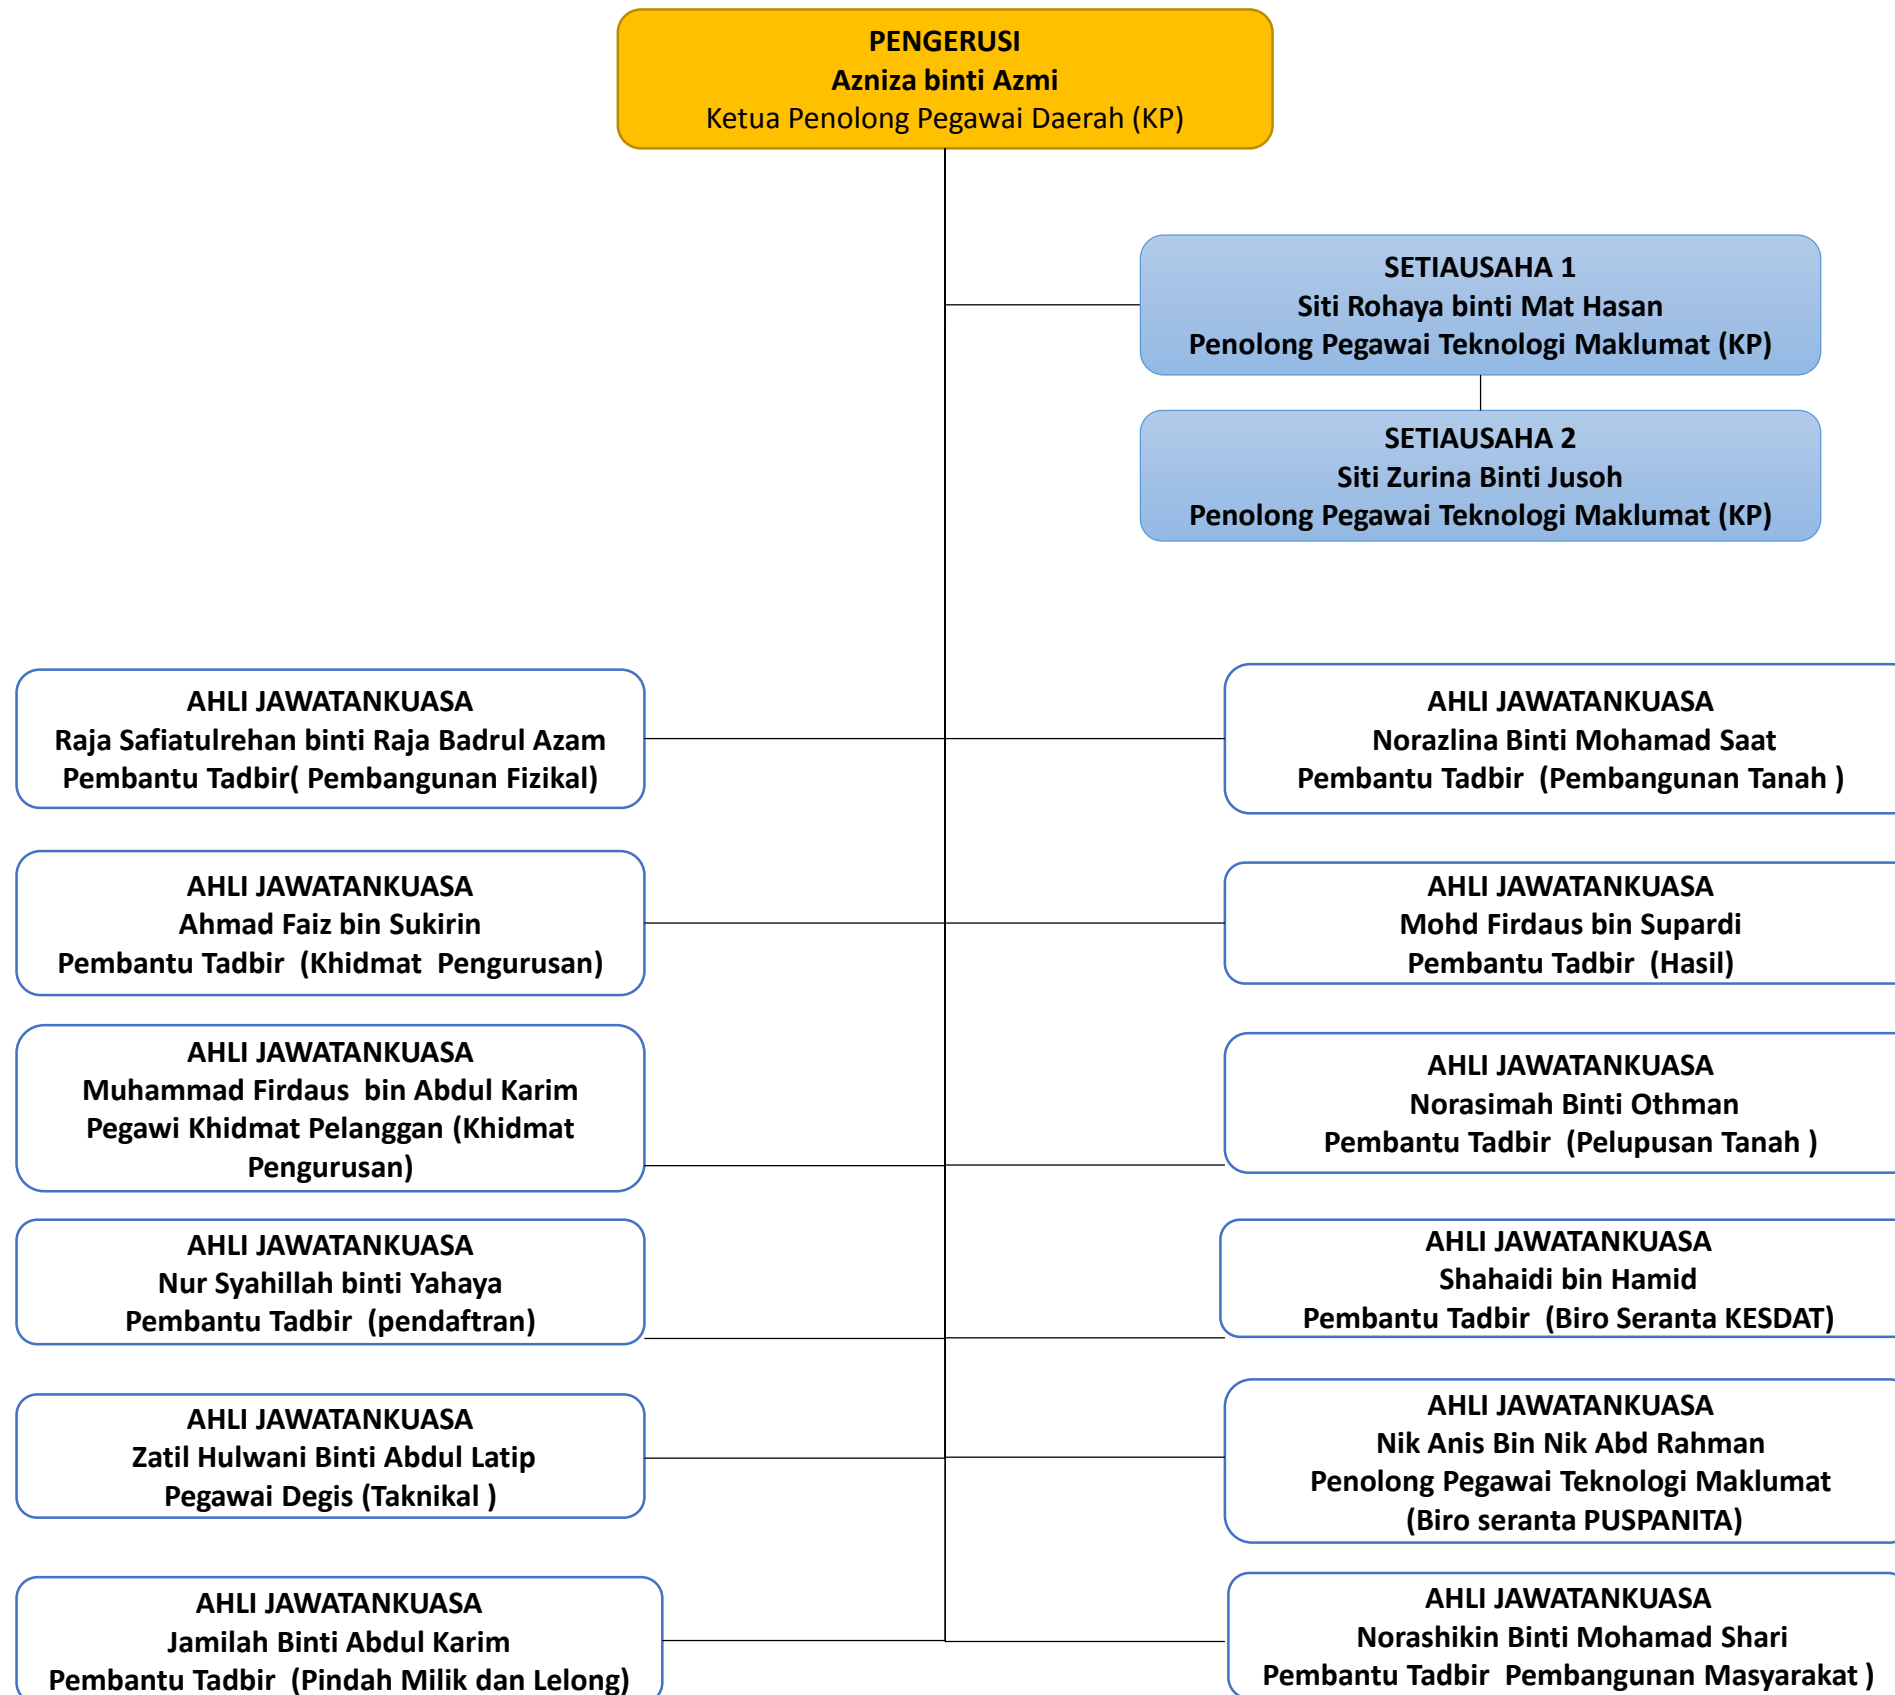 PENGERUSI
Azniza binti Azmi
Ketua Penolong Pegawai Daerah (KP)
SETIAUSAHA 1
Siti Rohaya binti Mat Hasan
Penolong Pegawai Teknologi Maklumat (KP)
SETIAUSAHA 2
Siti Zurina Binti Jusoh
Penolong Pegawai Teknologi Maklumat (KP)
AHLI JAWATANKUASA
Raja Safiatulrehan binti Raja Badrul Azam
Pembantu Tadbir( Pembangunan Fizikal)
AHLI JAWATANKUASA
Norazlina Binti Mohamad Saat
Pembantu Tadbir  (Pembangunan Tanah )
AHLI JAWATANKUASA
Ahmad Faiz bin Sukirin
Pembantu Tadbir  (Khidmat  Pengurusan)
AHLI JAWATANKUASA
Mohd Firdaus bin Supardi
Pembantu Tadbir  (Hasil)
AHLI JAWATANKUASA
Muhammad Firdaus  bin Abdul Karim
Pegawi Khidmat Pelanggan (Khidmat
Pengurusan)
AHLI JAWATANKUASA
Norasimah Binti Othman
Pembantu Tadbir  (Pelupusan Tanah )
AHLI JAWATANKUASA
Nur Syahillah binti Yahaya
Pembantu Tadbir  (pendaftran)
AHLI JAWATANKUASA
Shahaidi bin Hamid
Pembantu Tadbir  (Biro Seranta KESDAT)
AHLI JAWATANKUASA
Zatil Hulwani Binti Abdul Latip
Pegawai Degis (Taknikal )
AHLI JAWATANKUASA
Nik Anis Bin Nik Abd Rahman
Penolong Pegawai Teknologi Maklumat
(Biro seranta PUSPANITA)
AHLI JAWATANKUASA
Jamilah Binti Abdul Karim
Pembantu Tadbir  (Pindah Milik dan Lelong)
AHLI JAWATANKUASA
Norashikin Binti Mohamad Shari
Pembantu Tadbir  Pembangunan Masyarakat )